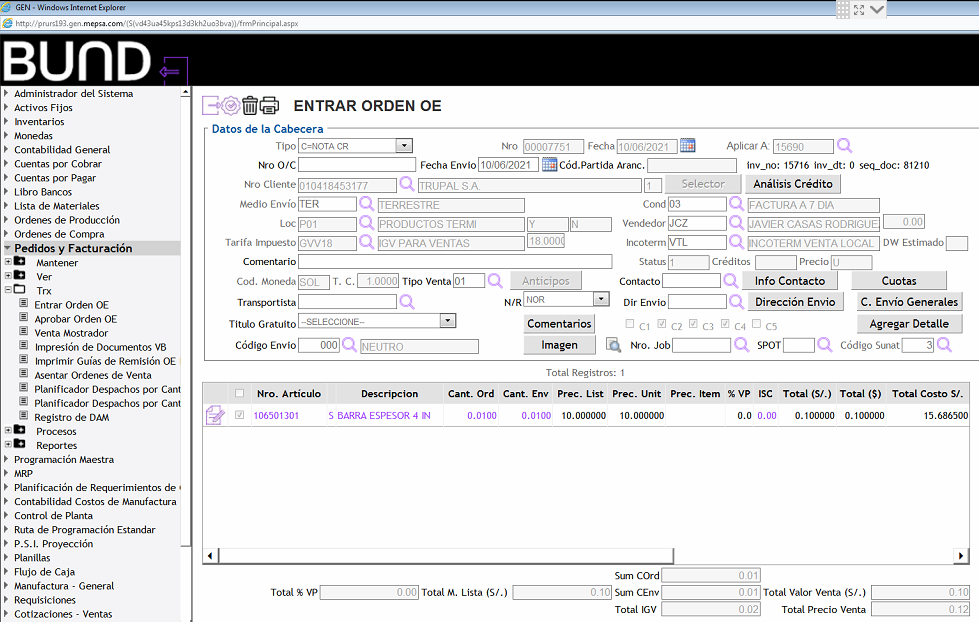 GEN - Windows Internet Explorer
http://prurs193.gen.mepsa.com/(S(vd43ua45kps13d3kh2uo3bva))/frmPrincipal.aspx
BUND
Administrador del Sistema
Activos Fijos
Inventarios
Monedas
Contabilidad General
Cuentas por Cobrar
Cuentas por Pagar
Libro Bancos
Lista de Materiales
Ordenes de Producción
Ordenes de Compra
Pedidos y Facturación
Mantener
Ver
Trx
Entrar Orden OE
Aprobar Orden OE
Venta Mostrador
Impresión de Documentos VB
Imprimir Guías de Remisión OE
Asentar Ordenes de Venta
Planificador Despachos por Cant
Planificador Despachos por Cant
Registro de DAM
Procesos
Reportes
Programación Maestra
MRP
Planificación de Requerimientos de
Contabilidad Costos de Manufactura
Control de Planta
Ruta de Programación Estandar
P.S.I. Proyección
Planillas
Flujo de Caja
Manufactura - General
Requisiciones
Cotizaciones - Ventas
ENTRAR ORDEN OE
Datos de la Cabecera
Tipo C=NOTA CR Nro 00007751 Fecha 10/06/2021 Aplicar A: 15690
Nro O/C Fecha Envio 10/06/2021 Cód.Partida Aranc. inv_no: 15716 inv_dt: 0 seq_doc: 81210
Nro Cliente 010418453177 TRUPAL S.A. 1 Selector Análisis Crédito
Medio Envío TER TERRESTRE Cond 03 FACTURA A 7 DIA
Loc P01 PRODUCTOS TERMI Y N Vendedor JCZ JAVIER CASAS RODRIGUE 0.00
Tarifa Impuesto GVV18 IGV PARA VENTAS 18.0000 Incoterm VTL INCOTERM VENTA LOCAL DW Estimado
Comentario Status 1 Créditos Precio U
Cod. Moneda SOL T. C. 1.0000 Tipo Venta 01 Anticipos Contacto Info Contacto Cuotas
Transportista N/R NOR Dir Envio Dirección Envio C. Envío Generales
Título Gratuito --SELECCIONE-- Comentarios C1 C2 C3 C4 C5 Agregar Detalle
Código Envio 000 NEUTRO Imagen Nro. Job SPOT Código Sunat 3
Total Registros: 1
Nro. Artículo Descripcion Cant. Ord Cant. Env Prec. List Prec. Unit Prec. Item % VP ISC Total (S/.) Total ($) Total Costo S/.
106501301 S BARRA ESPESOR 4 IN 0.0100 0.0100 10.000000 10.000000 0.0 0.00 0.100000 0.100000 15.686500
Sum COrd 0.01
Total % VP 0.00 Total M. Lista (S/.) 0.10 Sum CEnv 0.01 Total Valor Venta (S/.) 0.10
Total IGV 0.02 Total Precio Venta 0.12